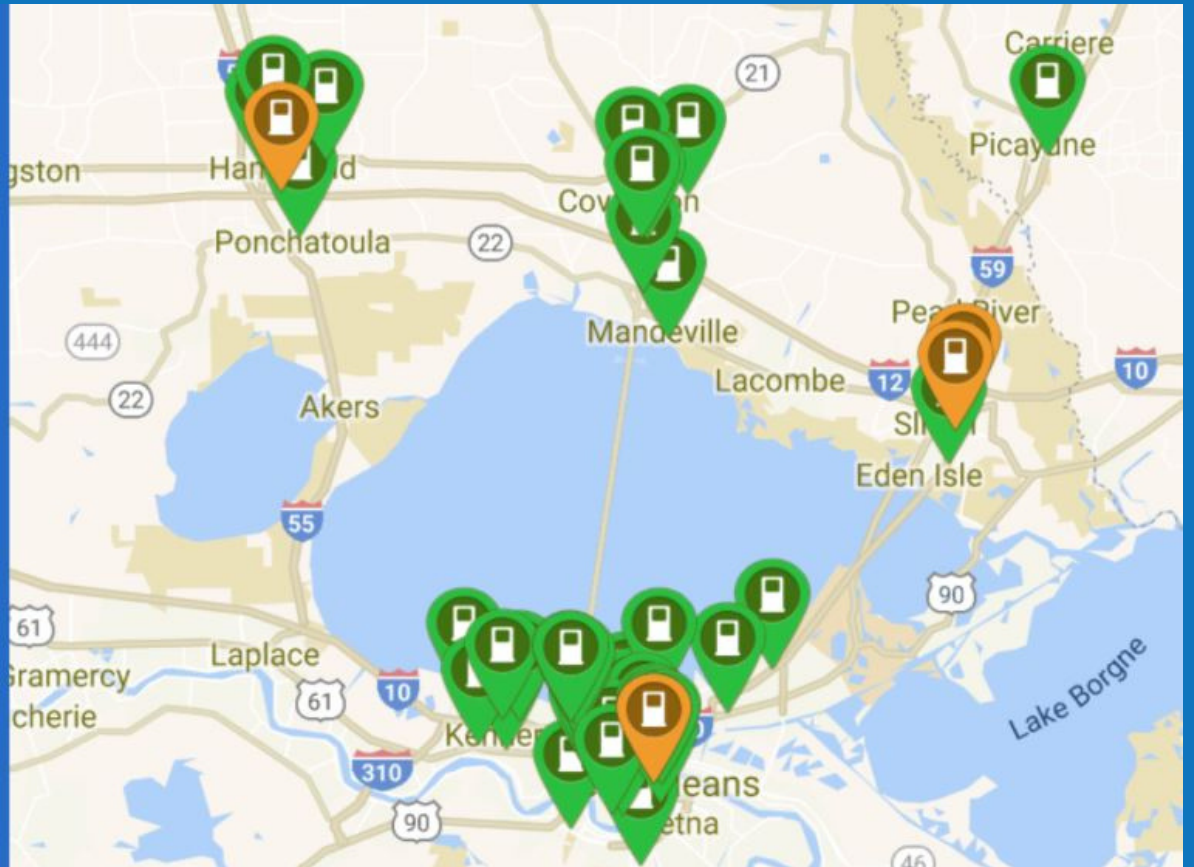 Carriere
21
Picayune
gston
Ponchatoula
22
59
444
Mandeville
Lacombe
12
10
22
Akers
Eden Isle
55
90
61
Laplace
10
61
Lake Borgne
cherie
310
leans
90
etna
46